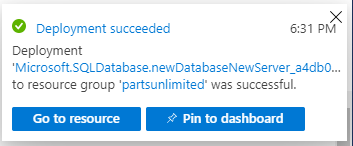 Deployment succeeded 6:31 PM
Deployment
'Microsoft.SQLDatabase.newDatabaseNewServer_a4db0...
to resource group 'partsunlimited' was successful.
Go to resource Pin to dashboard